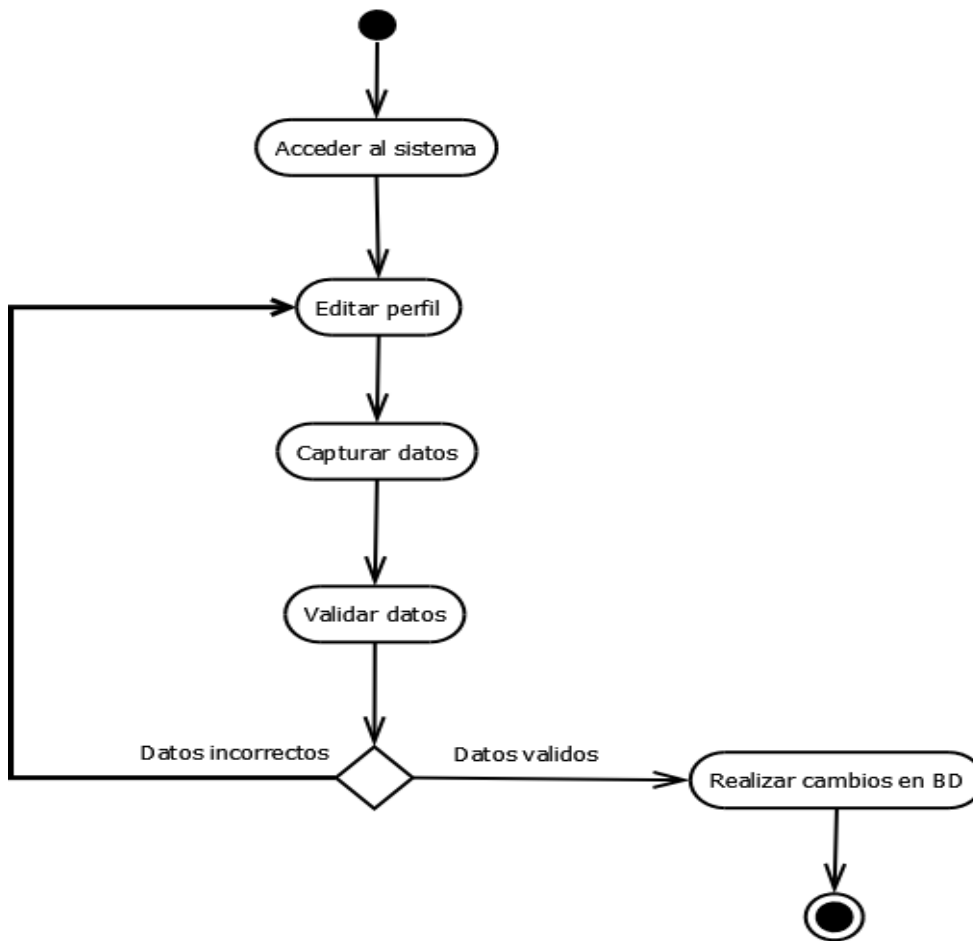 Acceder al sistema
Editar perfil
Capturar datos
Validar datos
Datos incorrectos
Datos validos
Realizar cambios en BD